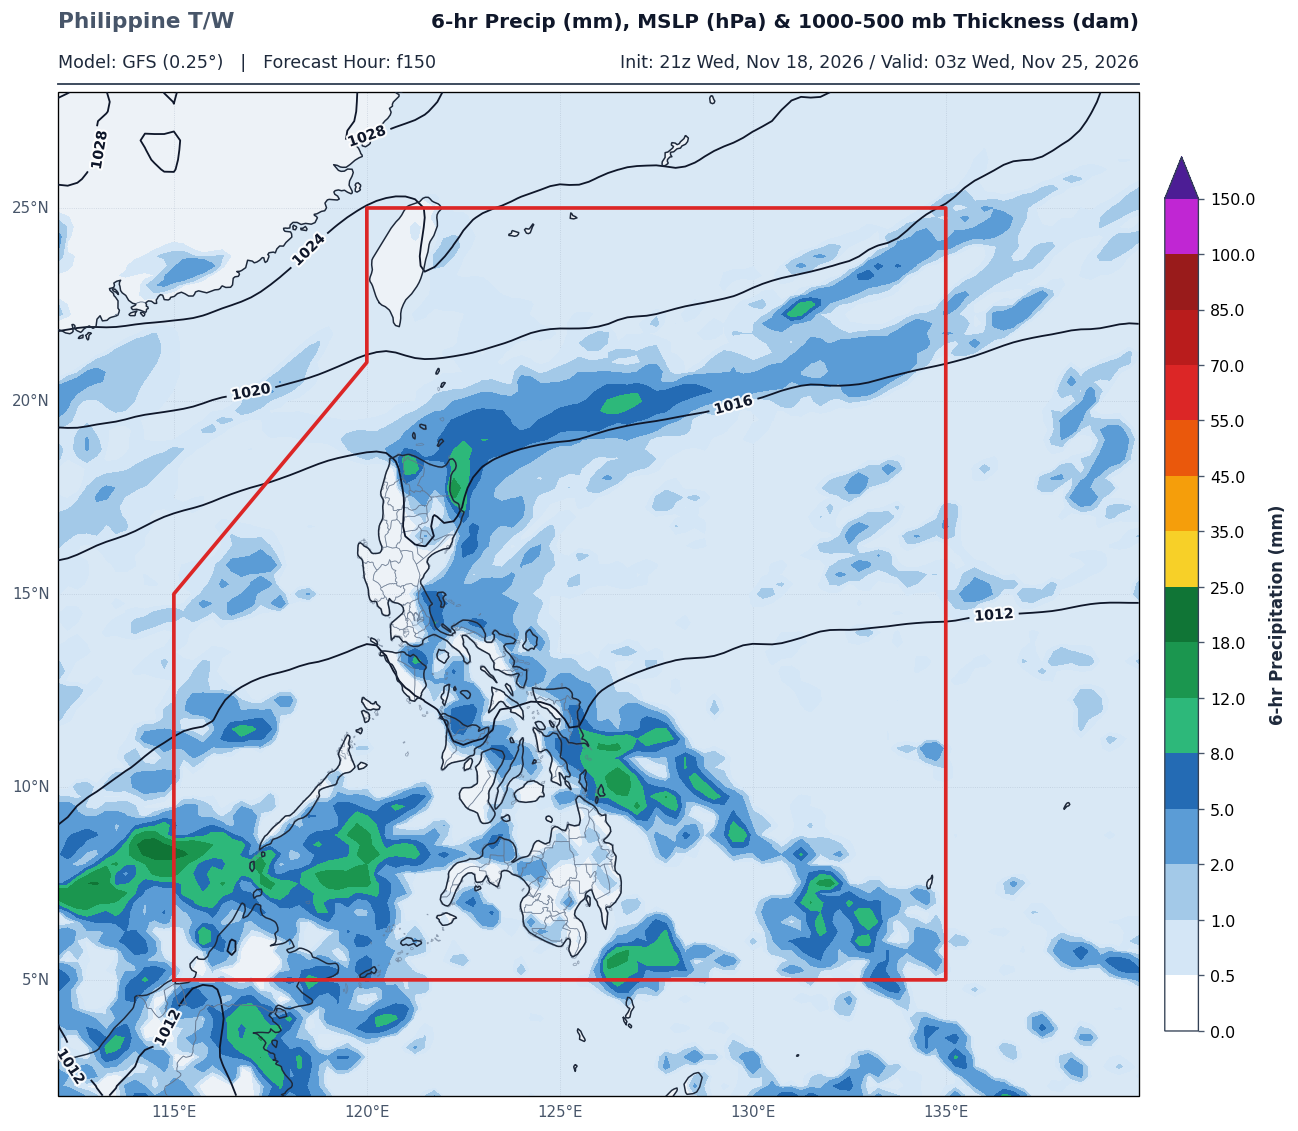 Philippine T/W
6-hr Precip (mm), MSLP (hPa) & 1000-500 mb Thickness (dam)
Model: GFS (0.25°) | Forecast Hour: f150
Init: 21z Wed, Nov 18, 2026 / Valid: 03z Wed, Nov 25, 2026
1028
1028
1024
1020
1016
1012
1012
1012
25°N
20°N
15°N
10°N
5°N
115°E
120°E
125°E
130°E
135°E
150.0
100.0
85.0
70.0
55.0
45.0
35.0
25.0
18.0
12.0
8.0
5.0
2.0
1.0
0.5
0.0
6-hr Precipitation (mm)